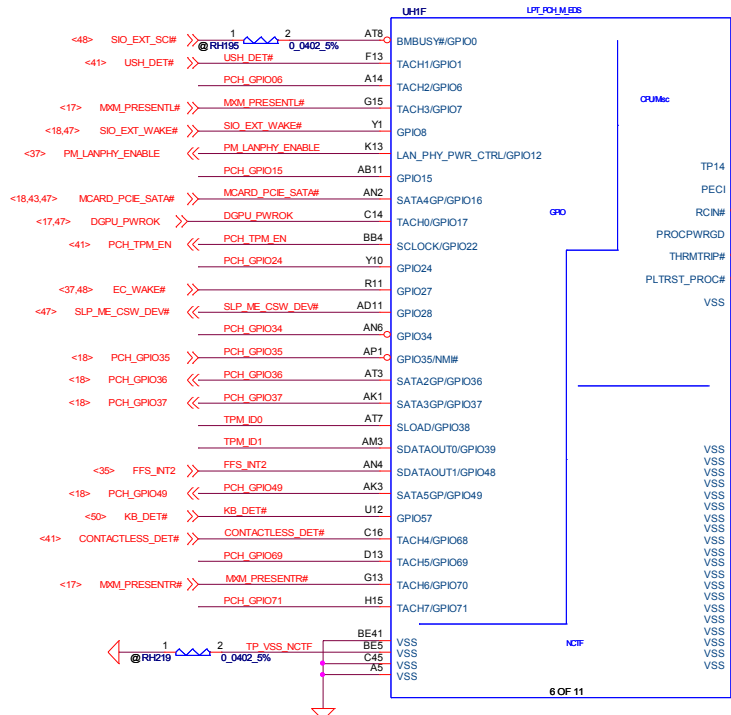 UH1F LPT_PCH_M_EDS
<48> SIO_EXT_SCI# 1 2 AT8 BMBUSY#/GPIO0
@RH195 0_0402_5%
<41> USH_DET# USH_DET# F13 TACH1/GPIO1
PCH_GPIO06 A14 TACH2/GPIO6
CPU/Misc
<17> MXM_PRESENTL# MXM_PRESENTL# G15 TACH3/GPIO7
<18,47> SIO_EXT_WAKE# SIO_EXT_WAKE# Y1 GPIO8
<37> PM_LANPHY_ENABLE PM_LANPHY_ENABLE K13 LAN_PHY_PWR_CTRL/GPIO12
TP14
PCH_GPIO15 AB11 GPIO15
PECI
<18,43,47> MCARD_PCIE_SATA# MCARD_PCIE_SATA# AN2 SATA4GP/GPIO16
GPIO RCIN#
<17,47> DGPU_PWROK DGPU_PWROK C14 TACH0/GPIO17
PROCPWRGD
<41> PCH_TPM_EN PCH_TPM_EN BB4 SCLOCK/GPIO22
THRMTRIP#
PCH_GPIO24 Y10 GPIO24
PLTRST_PROC#
<37,48> EC_WAKE# R11 GPIO27
VSS
<47> SLP_ME_CSW_DEV# SLP_ME_CSW_DEV# AD11 GPIO28
PCH_GPIO34 AN6 GPIO34
<18> PCH_GPIO35 PCH_GPIO35 AP1 GPIO35/NMI#
<18> PCH_GPIO36 PCH_GPIO36 AT3 SATA2GP/GPIO36
<18> PCH_GPIO37 PCH_GPIO37 AK1 SATA3GP/GPIO37
TPM_ID0 AT7 SLOAD/GPIO38
TPM_ID1 AM3 SDATAOUT0/GPIO39
VSS
VSS
<35> FFS_INT2 FFS_INT2 AN4 SDATAOUT1/GPIO48
VSS
VSS
<18> PCH_GPIO49 PCH_GPIO49 AK3 SATA5GP/GPIO49
VSS
VSS
<50> KB_DET# KB_DET# U12 GPIO57
VSS
VSS
<41> CONTACTLESS_DET# CONTACTLESS_DET# C16 TACH4/GPIO68
VSS
VSS
PCH_GPIO69 D13 TACH5/GPIO69
VSS
VSS
<17> MXM_PRESENTR# MXM_PRESENTR# G13 TACH6/GPIO70
VSS
VSS
PCH_GPIO71 H15 TACH7/GPIO71
VSS
VSS
VSS
BE41 VSS NCTF VSS
1 2 TP_VSS_NCTF BE5 VSS VSS
@RH219 0_0402_5% C45 VSS VSS
A5 VSS
6 OF 11